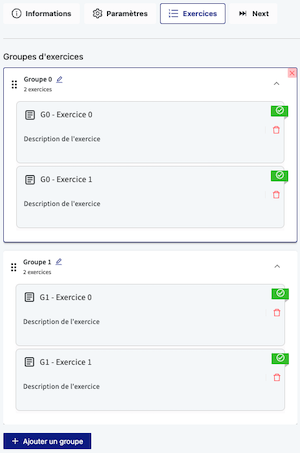 Informations
Paramètres
Exercices
Next
Groupes d'exercices
Groupe 0
2 exercices
G0 - Exercice 0
Description de l'exercice
G0 - Exercice 1
Description de l'exercice
Groupe 1
2 exercices
G1 - Exercice 0
Description de l'exercice
G1 - Exercice 1
Description de l'exercice
+ Ajouter un groupe